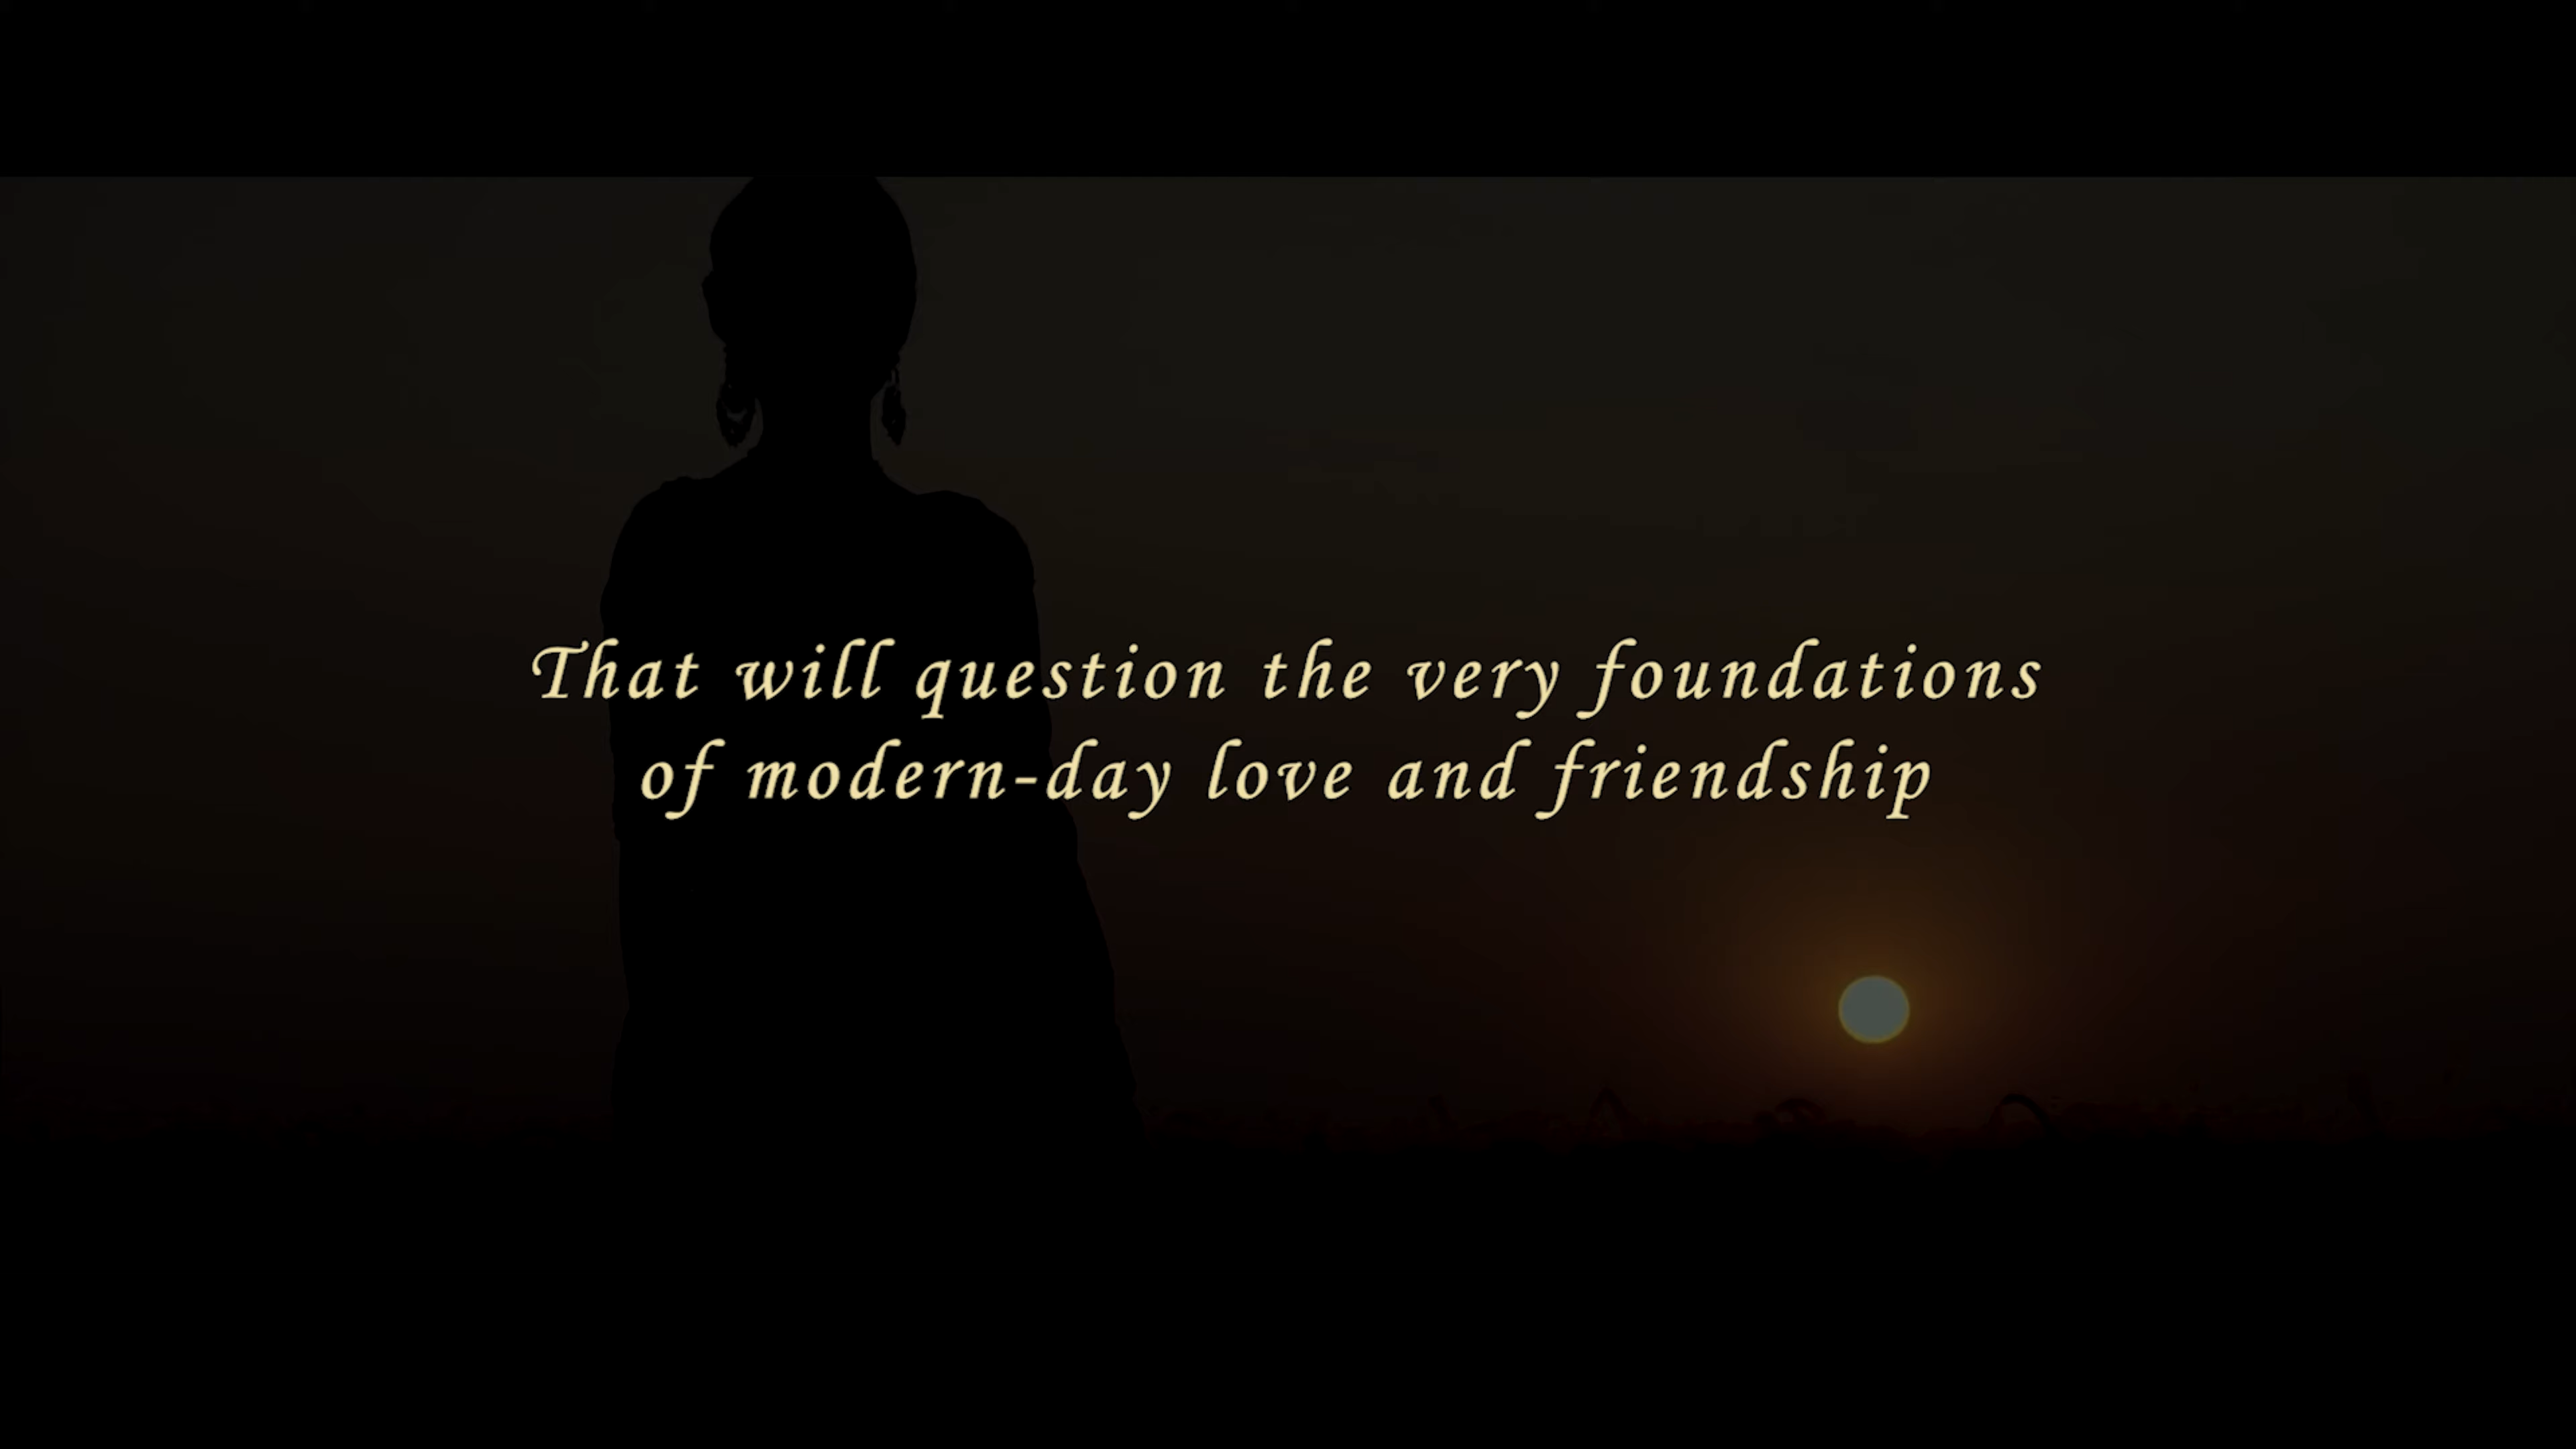 That will question the very foundations
of modern-day love and friendship